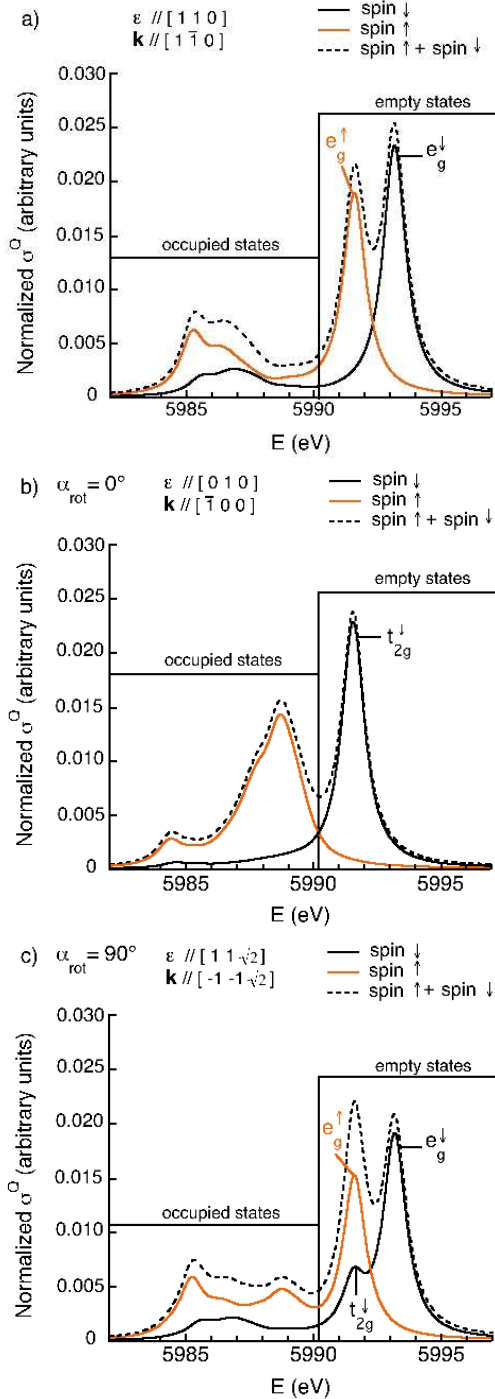 a)
ε // [ 1 1 0 ]
k // [ 1 1̅ 0 ]
spin ↓
spin ↑
spin ↑ + spin ↓
Normalized σ^Q (arbitrary units)
0.030
0.025
0.020
0.015
0.010
0.005
0
occupied states
empty states
e_g^↑
e_g^↓
5985
5990
5995
E (eV)
b)
α_rot = 0°
ε // [ 0 1 0 ]
k // [ 1̅ 0 0 ]
spin ↓
spin ↑
spin ↑ + spin ↓
Normalized σ^Q (arbitrary units)
0.030
0.025
0.020
0.015
0.010
0.005
0
occupied states
empty states
t_2g^↓
5985
5990
5995
E (eV)
c)
α_rot = 90°
ε // [ 1 1 √2 ]
k // [ -1 -1 √2 ]
spin ↓
spin ↑
spin ↑ + spin ↓
Normalized σ^Q (arbitrary units)
0.030
0.025
0.020
0.015
0.010
0.005
0
occupied states
empty states
e_g^↑
e_g^↓
t_2g^↓
5985
5990
5995
E (eV)